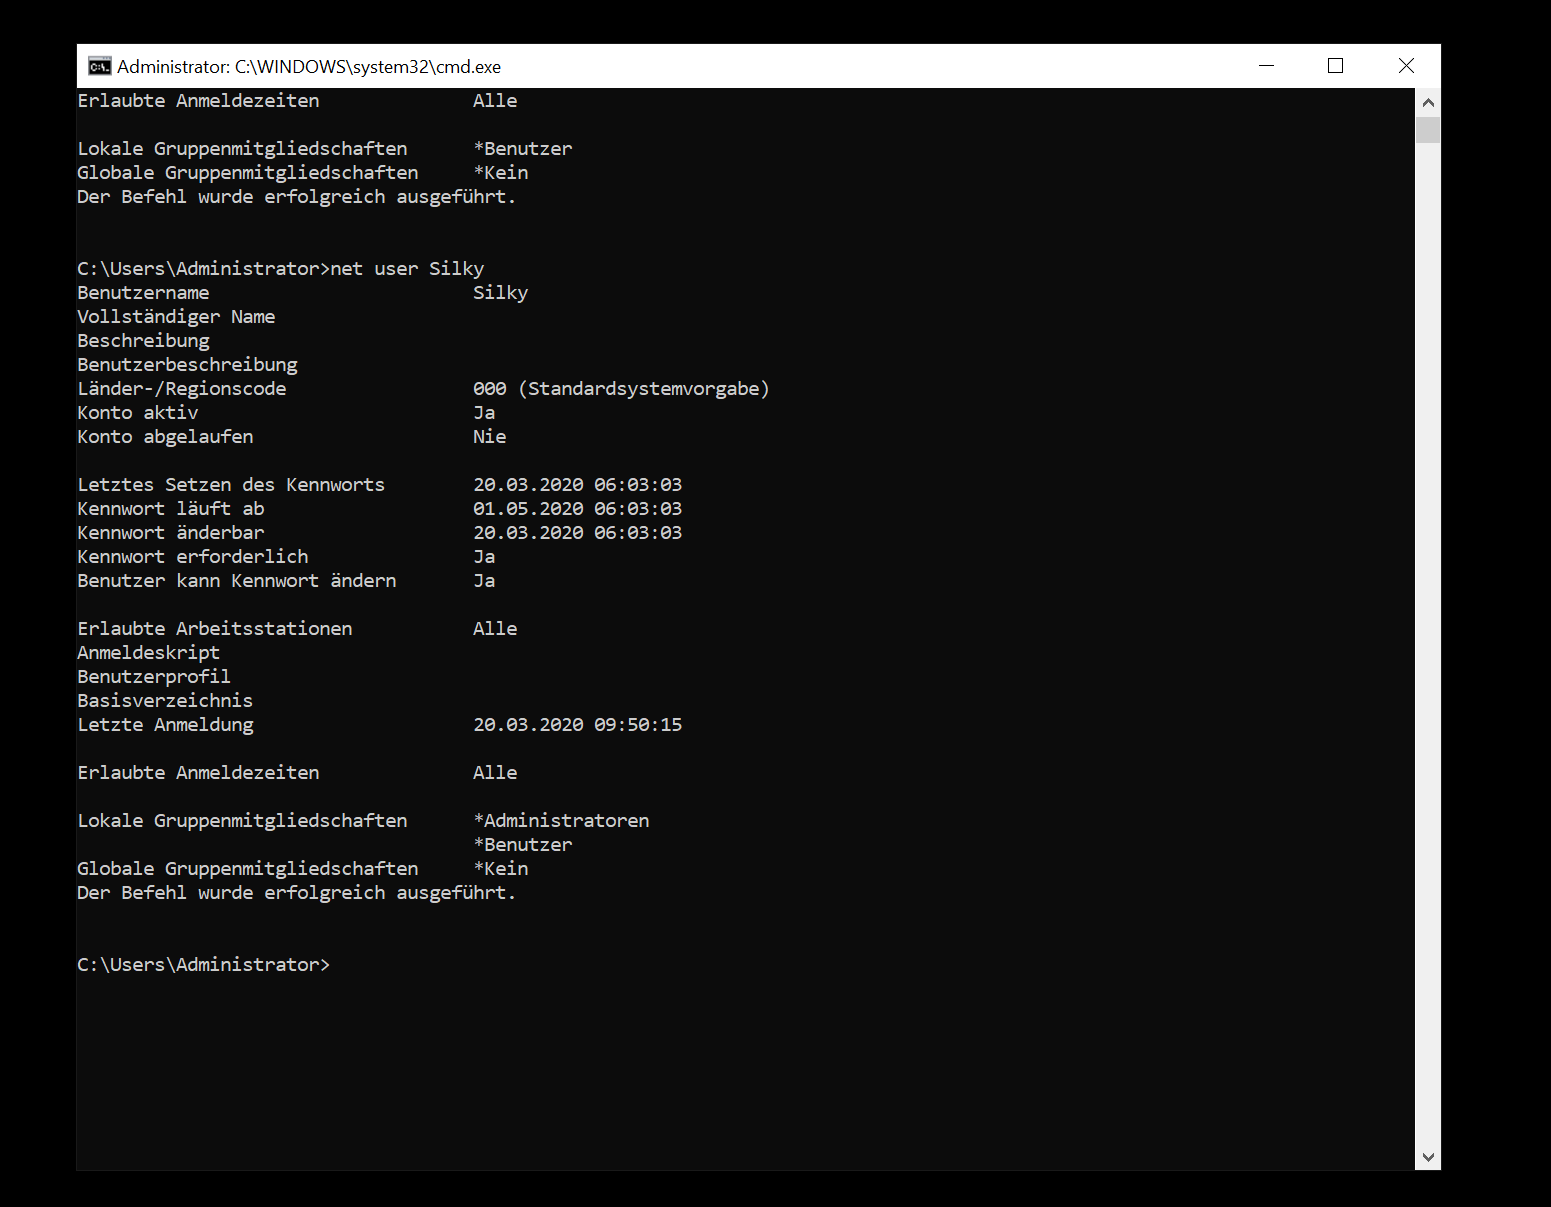 Administrator: C:\WINDOWS\system32\cmd.exe
Erlaubte Anmeldezeiten Alle
Lokale Gruppenmitgliedschaften *Benutzer
Globale Gruppenmitgliedschaften *Kein
Der Befehl wurde erfolgreich ausgeführt.
C:\Users\Administrator>net user Silky
Benutzername Silky
Vollständiger Name
Beschreibung
Benutzerbeschreibung
Länder-/Regionscode 000 (Standardsystemvorgabe)
Konto aktiv Ja
Konto abgelaufen Nie
Letztes Setzen des Kennworts 20.03.2020 06:03:03
Kennwort läuft ab 01.05.2020 06:03:03
Kennwort änderbar 20.03.2020 06:03:03
Kennwort erforderlich Ja
Benutzer kann Kennwort ändern Ja
Erlaubte Arbeitsstationen Alle
Anmeldeskript
Benutzerprofil
Basisverzeichnis
Letzte Anmeldung 20.03.2020 09:50:15
Erlaubte Anmeldezeiten Alle
Lokale Gruppenmitgliedschaften *Administratoren
*Benutzer
Globale Gruppenmitgliedschaften *Kein
Der Befehl wurde erfolgreich ausgeführt.
C:\Users\Administrator>